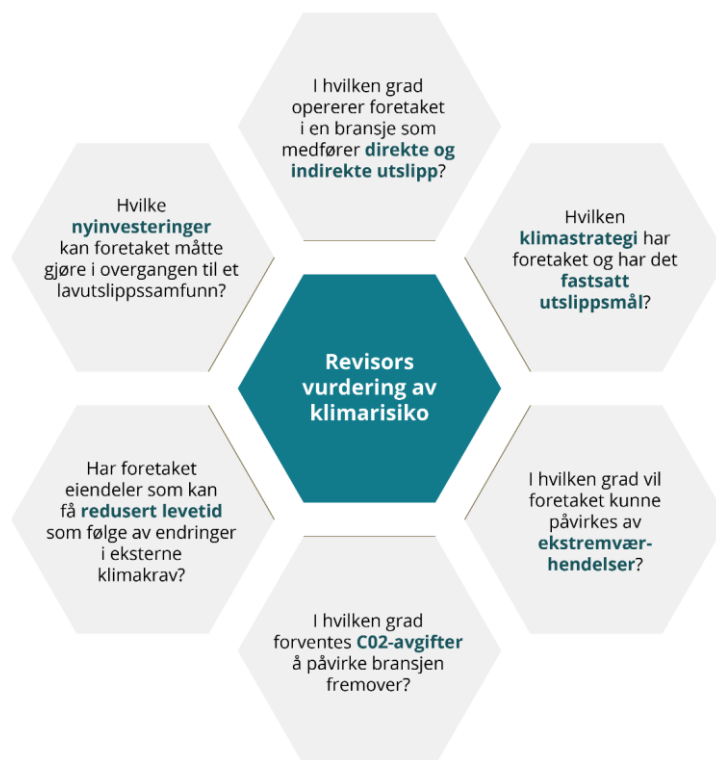 I hvilken grad
opererer foretaket
i en bransje som
medfører direkte og
indirekte utslipp?
Hvilke
nyinvesteringer
kan foretaket måtte
gjøre i overgangen til et
lavutslippssamfunn?
Hvilken
klimastrategi har
foretaket og har det
fastsatt
utslippsmål?
Revisors
vurdering av
klimarisiko
Har foretaket
eiendeler som kan
få redusert levetid
som følge av endringer
i eksterne
klimakrav?
I hvilken grad vil
foretaket kunne
påvirkes av
ekstremvær-
hendelser?
I hvilken grad
forventes C02-avgifter
å påvirke bransjen
fremover?